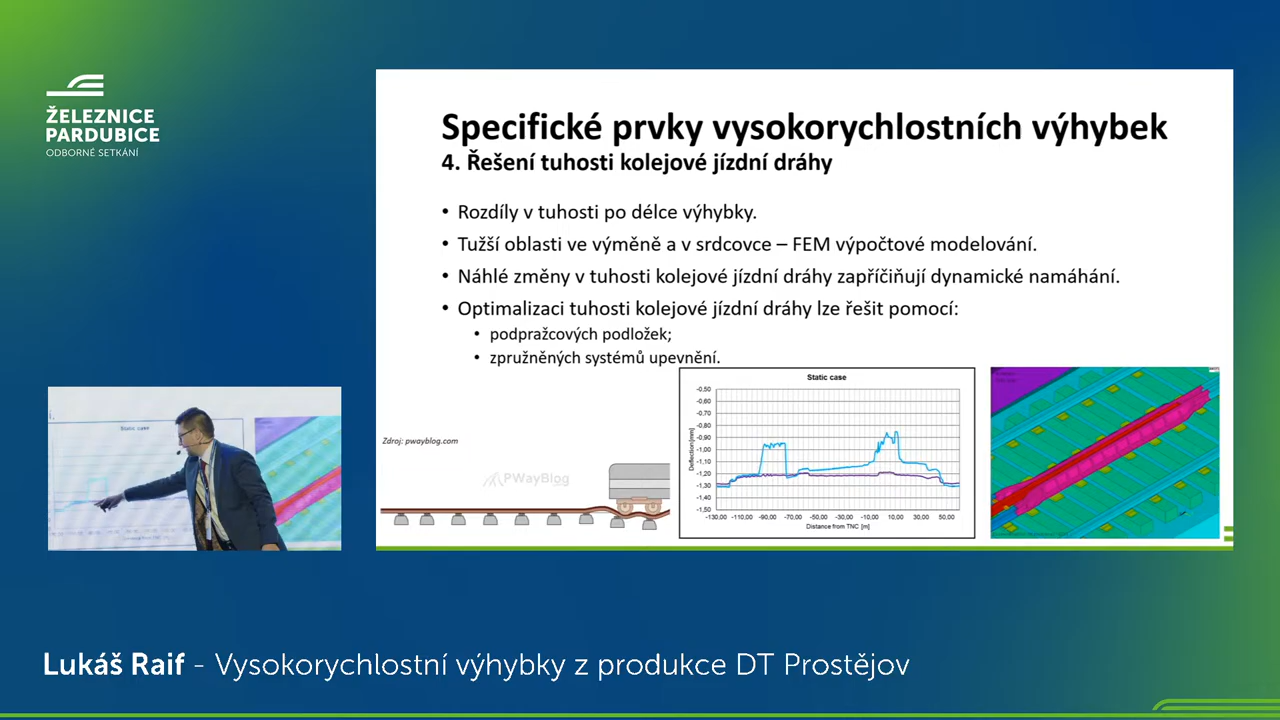 ŽELEZNICE
PARDUBICE
ODBORNÉ SETKÁNÍ
Specifické prvky vysokorychlostních výhybek
4. Řešení tuhosti kolejové jízdní dráhy
• Rozdíly v tuhosti po délce výhybky.
• Tužší oblasti ve výměně a v srdcovce – FEM výpočtové modelování.
• Náhlé změny v tuhosti kolejové jízdní dráhy zapříčiňují dynamické namáhání.
• Optimalizaci tuhosti kolejové jízdní dráhy lze řešit pomocí:
• podpražcových podložek;
• zpružněných systémů upevnění.
Zdroj: pwayblog.com
PWayBlog
Static case
Deflection[mm]
-0,50
-0,60
-0,70
-0,80
-0,90
-1,00
-1,10
-1,20
-1,30
-1,40
-1,50
-130,00 -110,00 -90,00 -70,00 -50,00 -30,00 -10,00 10,00 30,00 50,00
Distance from TNC [m]
Static case
Lukáš Raif - Vysokorychlostní výhybky z produkce DT Prostějov